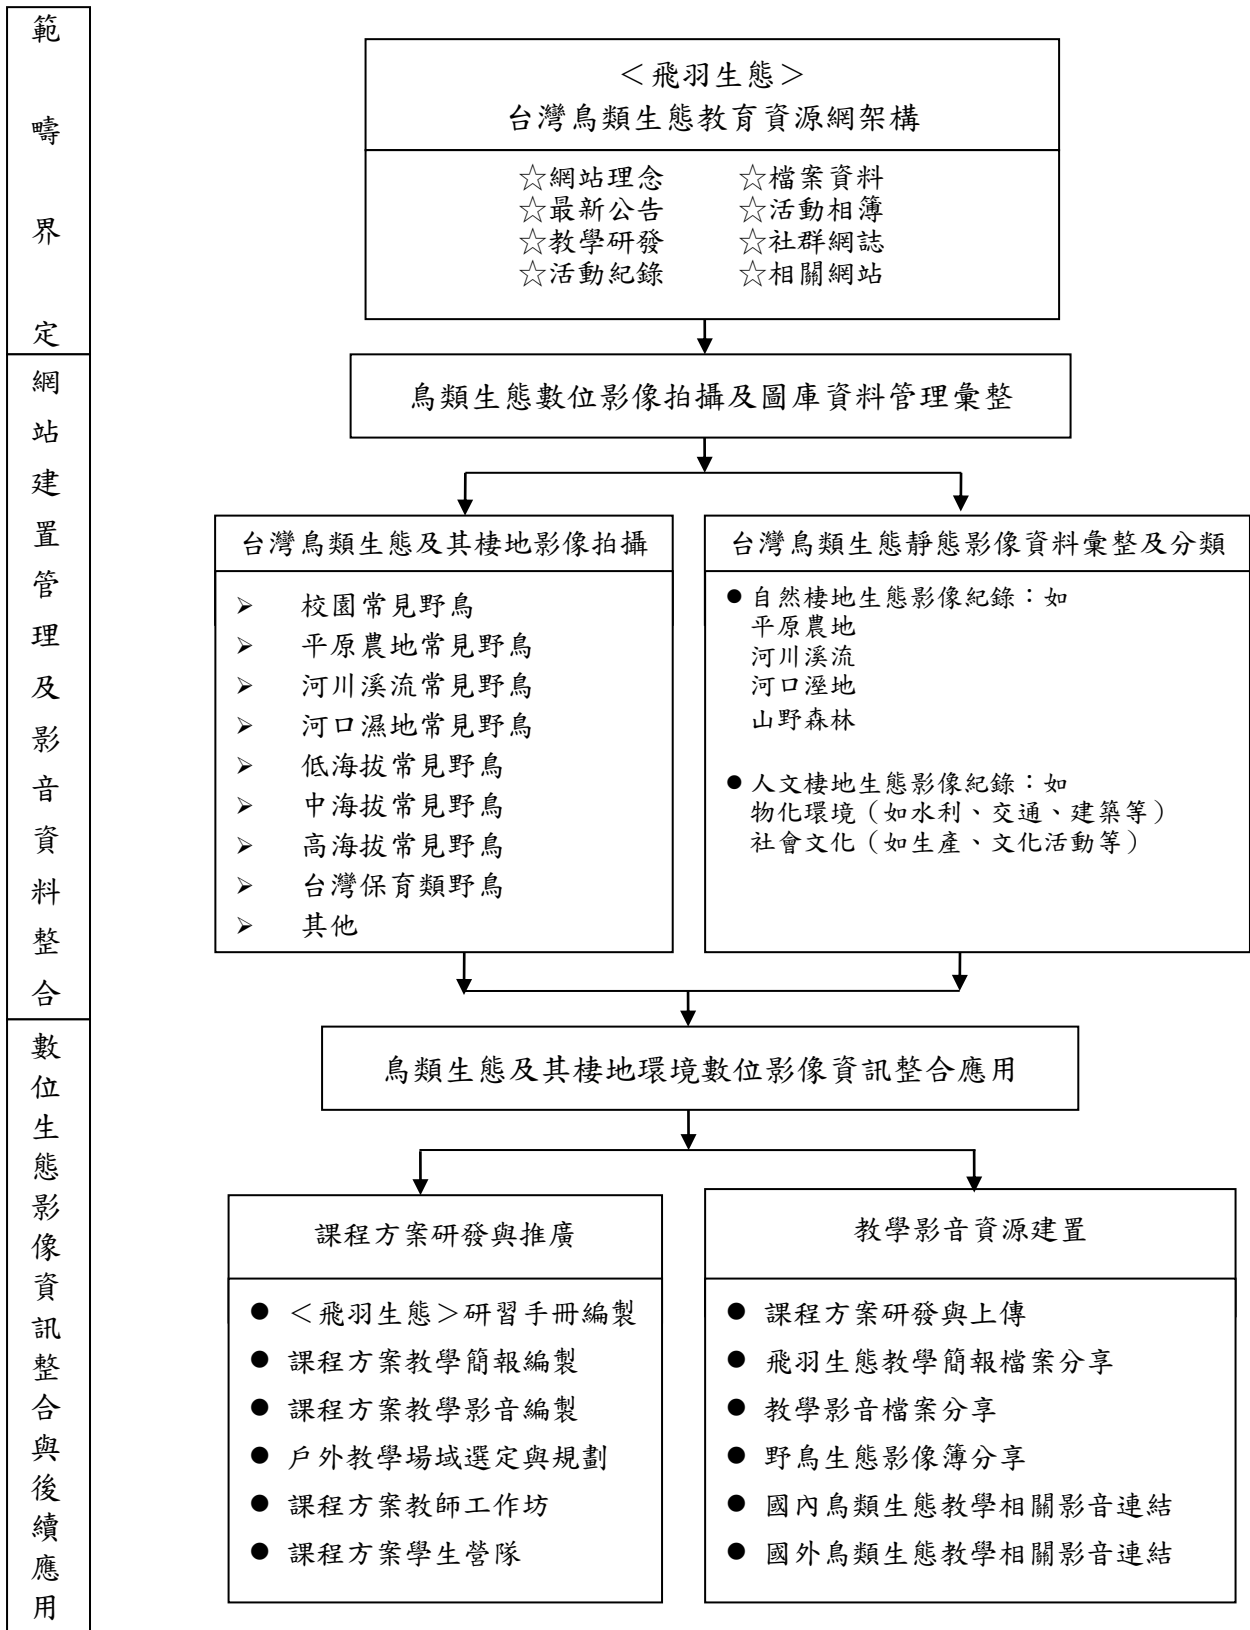 範疇界定
＜飛羽生態＞
台灣鳥類生態教育資源網架構
☆網站理念 ☆檔案資料
☆最新公告 ☆活動相簿
☆教學研發 ☆社群網誌
☆活動紀錄 ☆相關網站
網站建置管理及影音資料整合
鳥類生態數位影像拍攝及圖庫資料管理彙整
台灣鳥類生態及其棲地影像拍攝
➢ 校園常見野鳥
➢ 平原農地常見野鳥
➢ 河川溪流常見野鳥
➢ 河口濕地常見野鳥
➢ 低海拔常見野鳥
➢ 中海拔常見野鳥
➢ 高海拔常見野鳥
➢ 台灣保育類野鳥
➢ 其他
台灣鳥類生態靜態影像資料彙整及分類
● 自然棲地生態影像紀錄：如
平原農地
河川溪流
河口溼地
山野森林
● 人文棲地生態影像紀錄：如
物化環境（如水利、交通、建築等）
社會文化（如生產、文化活動等）
數位生態影像資訊整合與後續應用
鳥類生態及其棲地環境數位影像資訊整合應用
課程方案研發與推廣
● ＜飛羽生態＞研習手冊編製
● 課程方案教學簡報編製
● 課程方案教學影音編製
● 戶外教學場域選定與規劃
● 課程方案教師工作坊
● 課程方案學生營隊
教學影音資源建置
● 課程方案研發與上傳
● 飛羽生態教學簡報檔案分享
● 教學影音檔案分享
● 野鳥生態影像簿分享
● 國內鳥類生態教學相關影音連結
● 國外鳥類生態教學相關影音連結